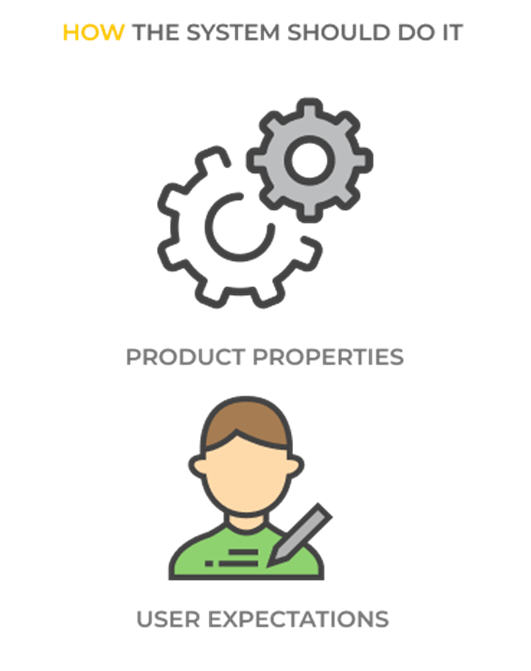 HOW THE SYSTEM SHOULD DO IT
PRODUCT PROPERTIES
USER EXPECTATIONS